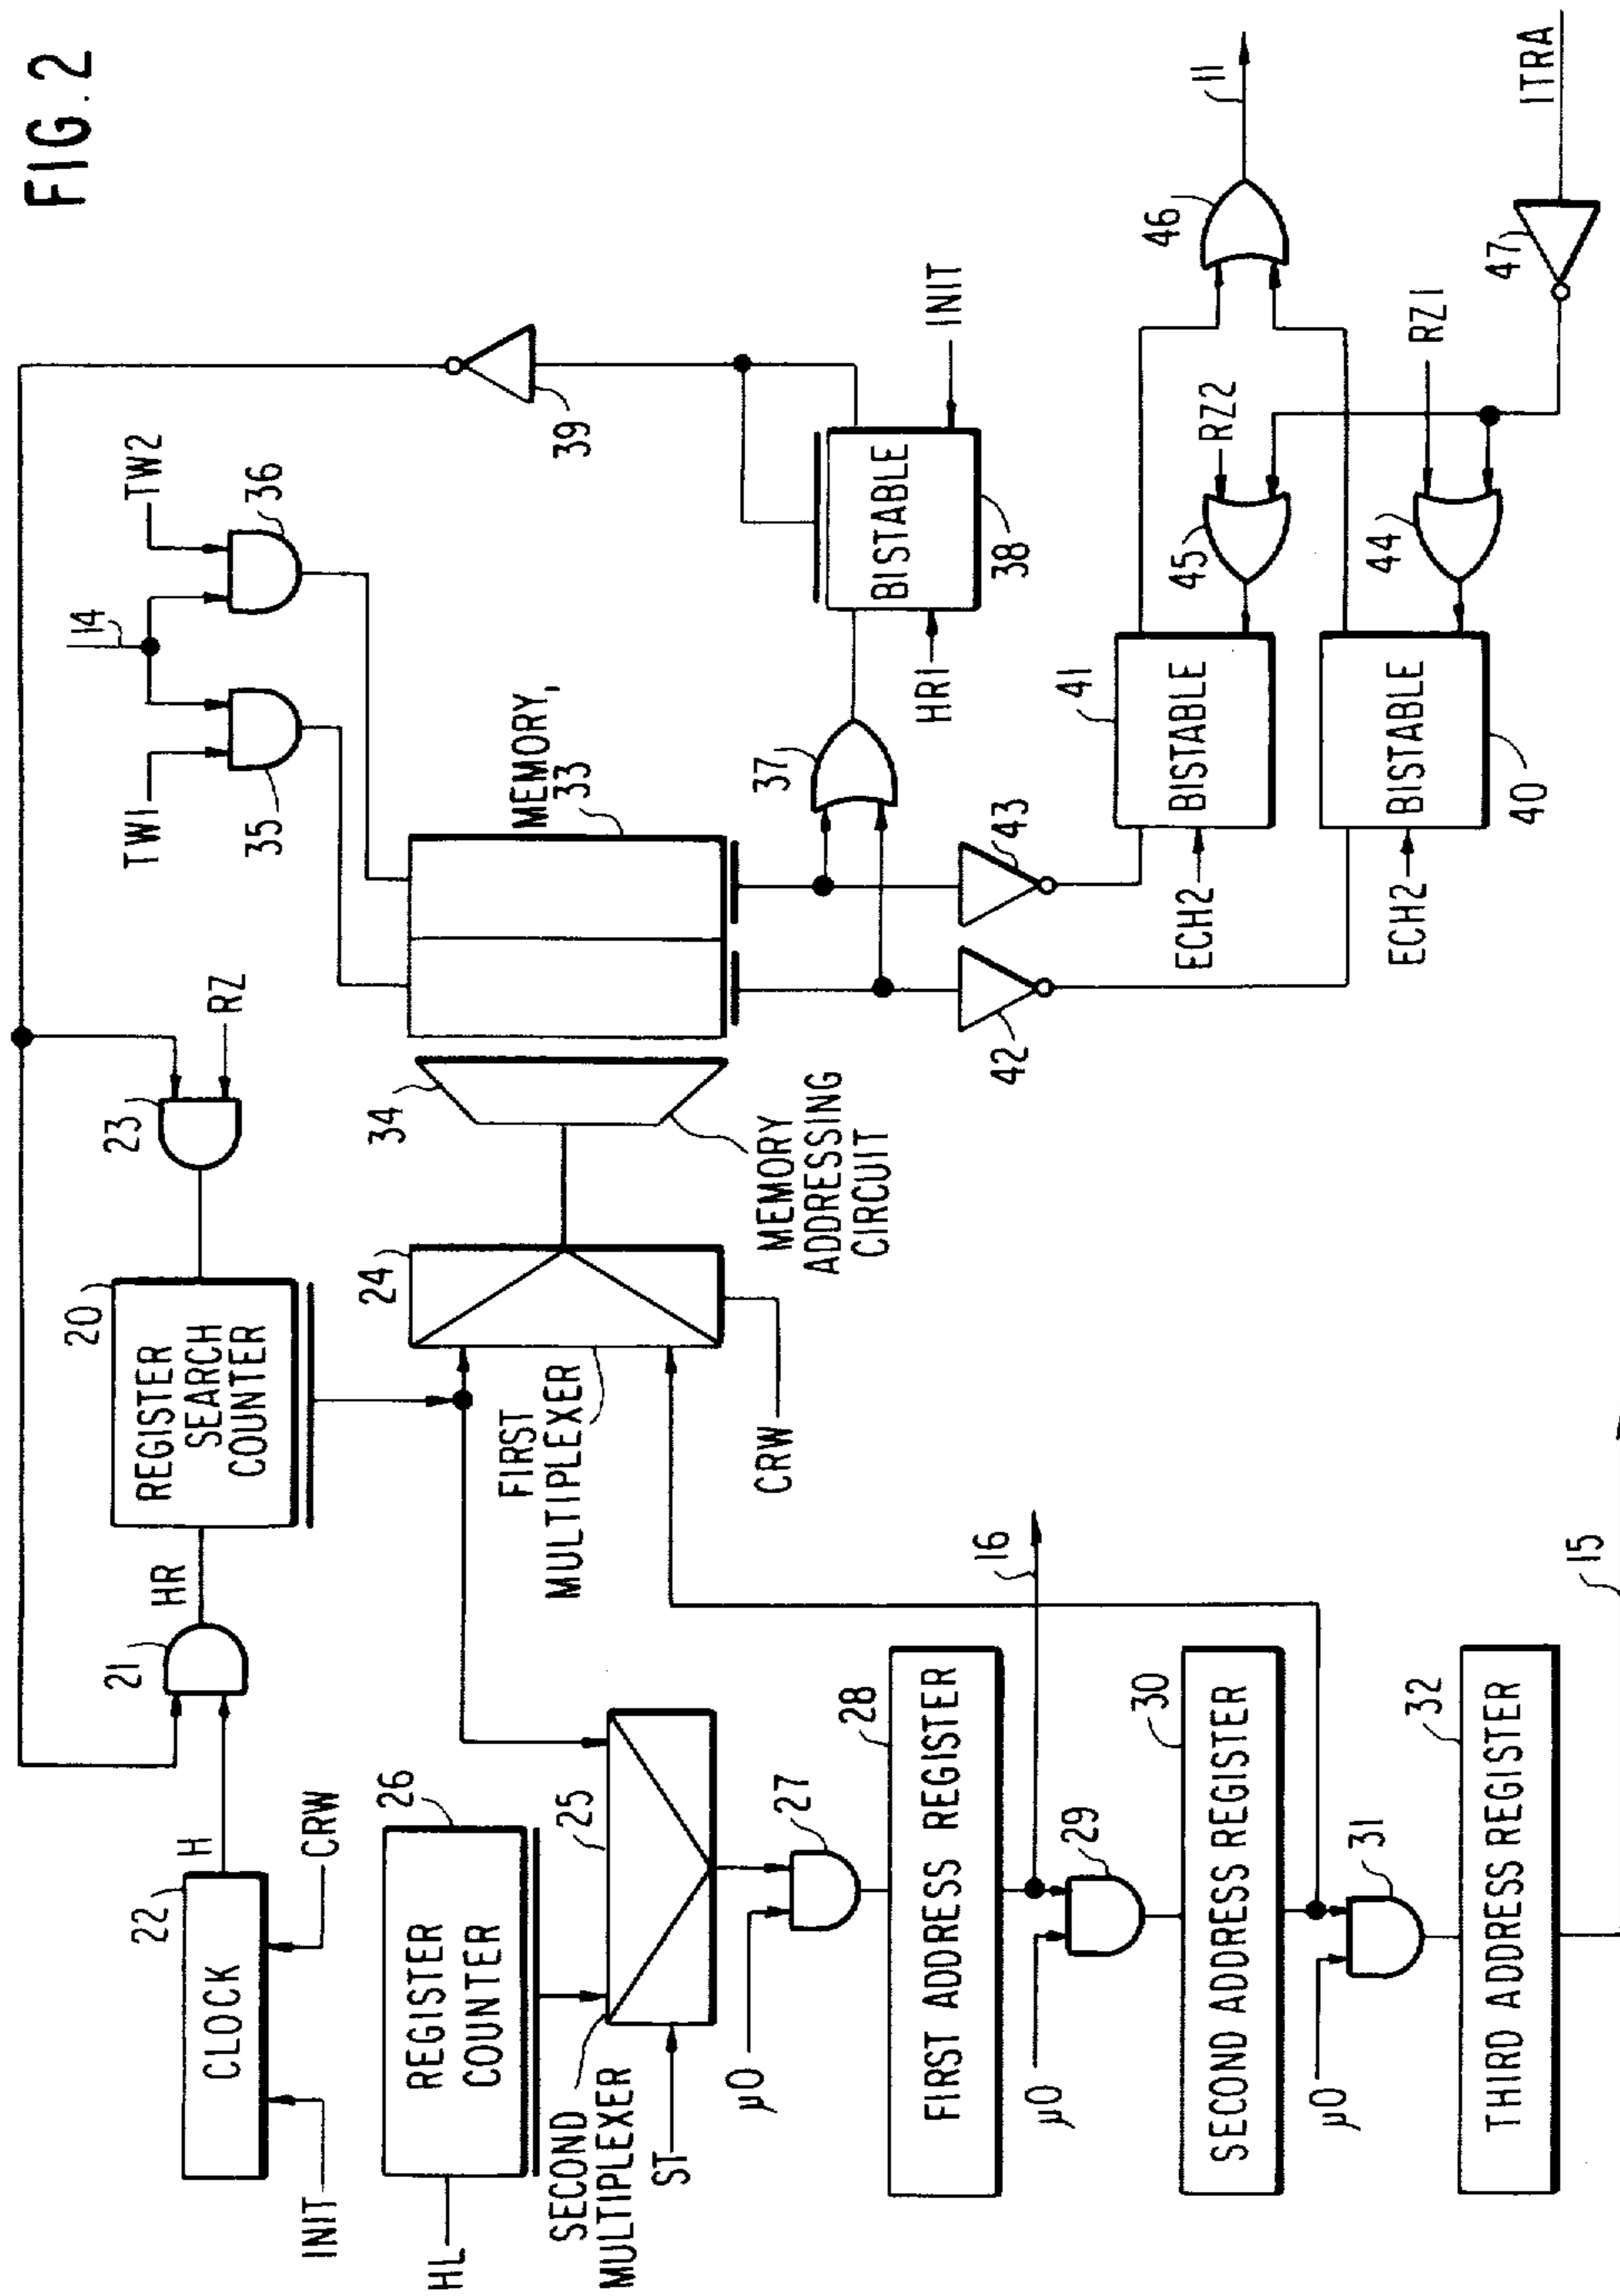 FIG. 2
INIT
CLOCK
22
CRW
H
21
HR
REGISTER
SEARCH
COUNTER
20
23
RZ
HL
REGISTER
COUNTER
26
SECOND
MULTIPLEXER
ST
25
FIRST
MULTIPLEXER
24
CRW
34
MEMORY
ADDRESSING
CIRCUIT
MEMORY,
33
TW1
35
14
TW2
36
37
39
HR1
BISTABLE
38
INIT
μ0
27
FIRST ADDRESS REGISTER
28
16
μ0
29
SECOND ADDRESS REGISTER
30
μ0
31
THIRD ADDRESS REGISTER
32
15
42
43
ECH2
BISTABLE
41
45
RZ2
46
11
ECH2
BISTABLE
40
44
RZ1
47
ITRA